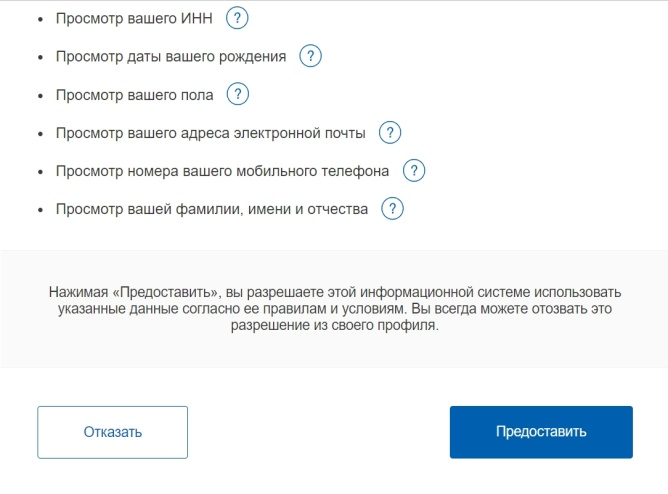 • Просмотр вашего ИНН ?
• Просмотр даты вашего рождения ?
• Просмотр вашего пола ?
• Просмотр вашего адреса электронной почты ?
• Просмотр номера вашего мобильного телефона ?
• Просмотр вашей фамилии, имени и отчества ?
Нажимая «Предоставить», вы разрешаете этой информационной системе использовать
указанные данные согласно ее правилам и условиям. Вы всегда можете отозвать это
разрешение из своего профиля.
Отказать
Предоставить